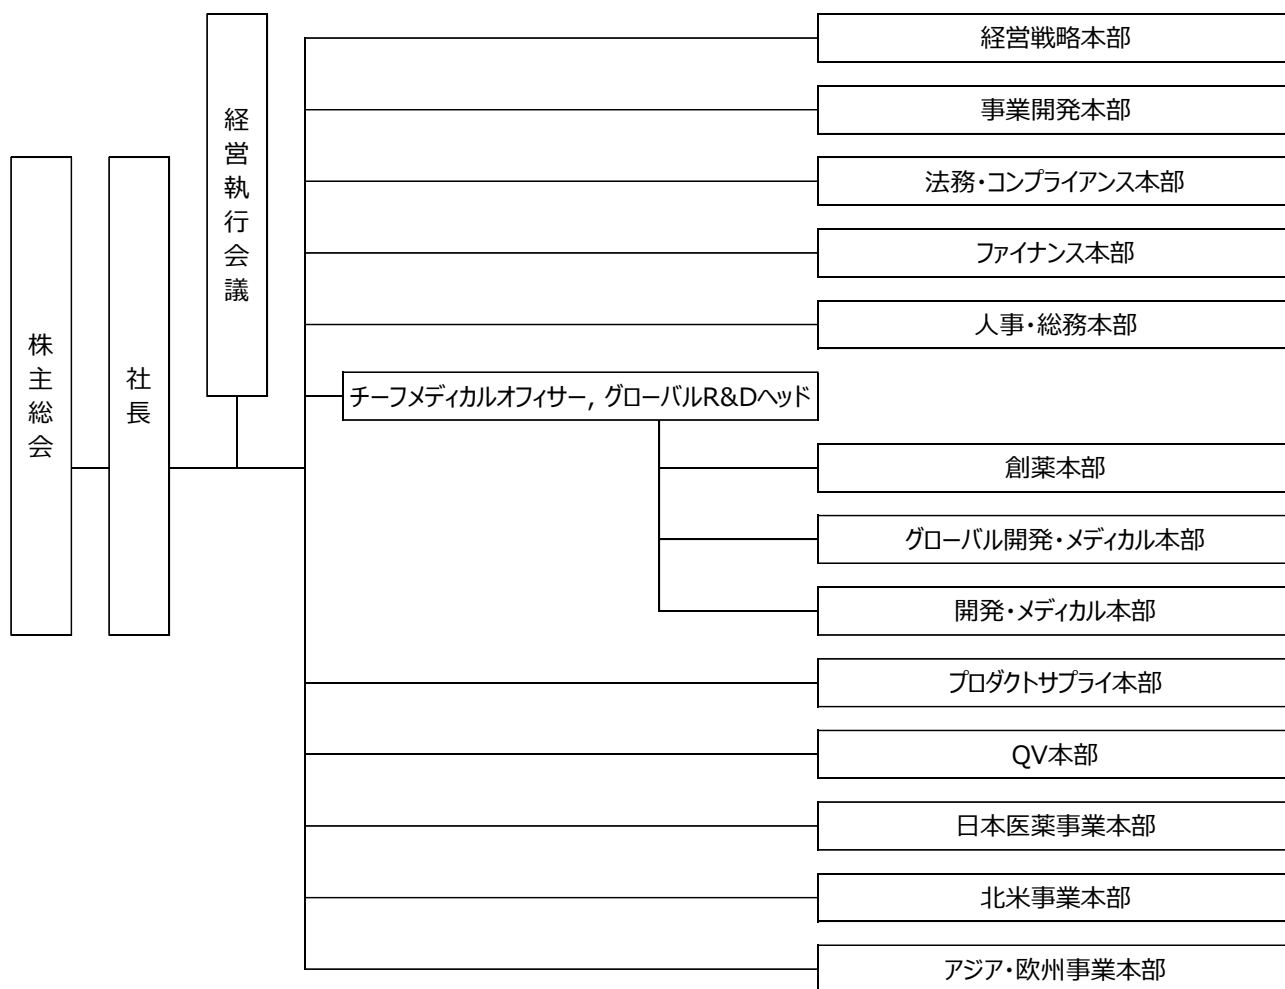 株主総会
社長
経営執行会議
経営戦略本部
事業開発本部
法務・コンプライアンス本部
ファイナンス本部
人事・総務本部
チーフメディカルオフィサー, グローバルR&Dヘッド
創薬本部
グローバル開発・メディカル本部
開発・メディカル本部
プロダクトサプライ本部
QV本部
日本医薬事業本部
北米事業本部
アジア・欧州事業本部